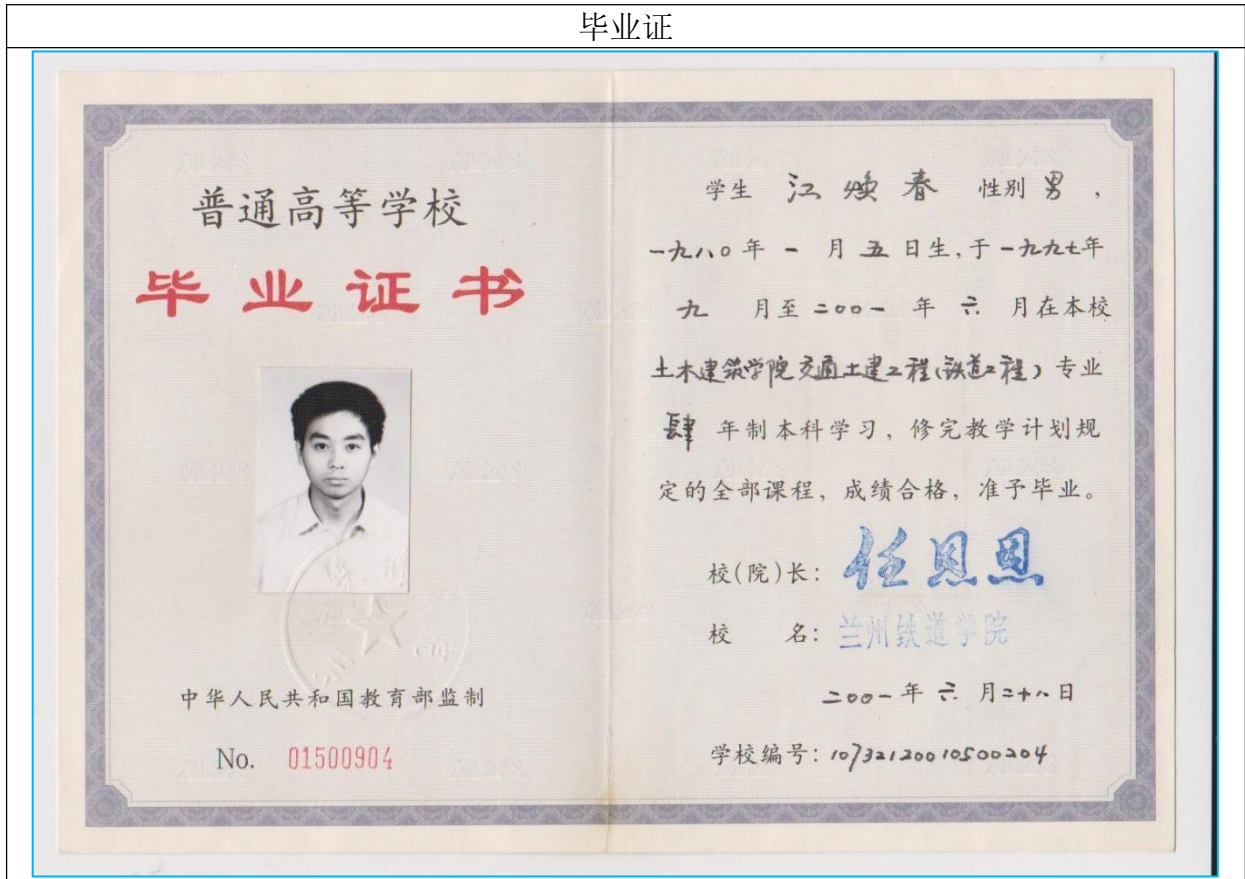 毕业证
普通高等学校
毕业证书
中华人民共和国教育部监制
No. 01500904
学生 江焕春 性别 男,
一九八〇年 一 月 五 日生,于一九九七年
九 月至 二〇〇一 年 六 月在本校
土木建筑学院交通土建工程(铁道工程)专业
肆 年制本科学习,修完教学计划规
定的全部课程,成绩合格,准予毕业。
校(院)长:任恩恩
校 名:兰州铁道学院
二〇〇一年 六 月二十八日
学校编号:10732120010500204